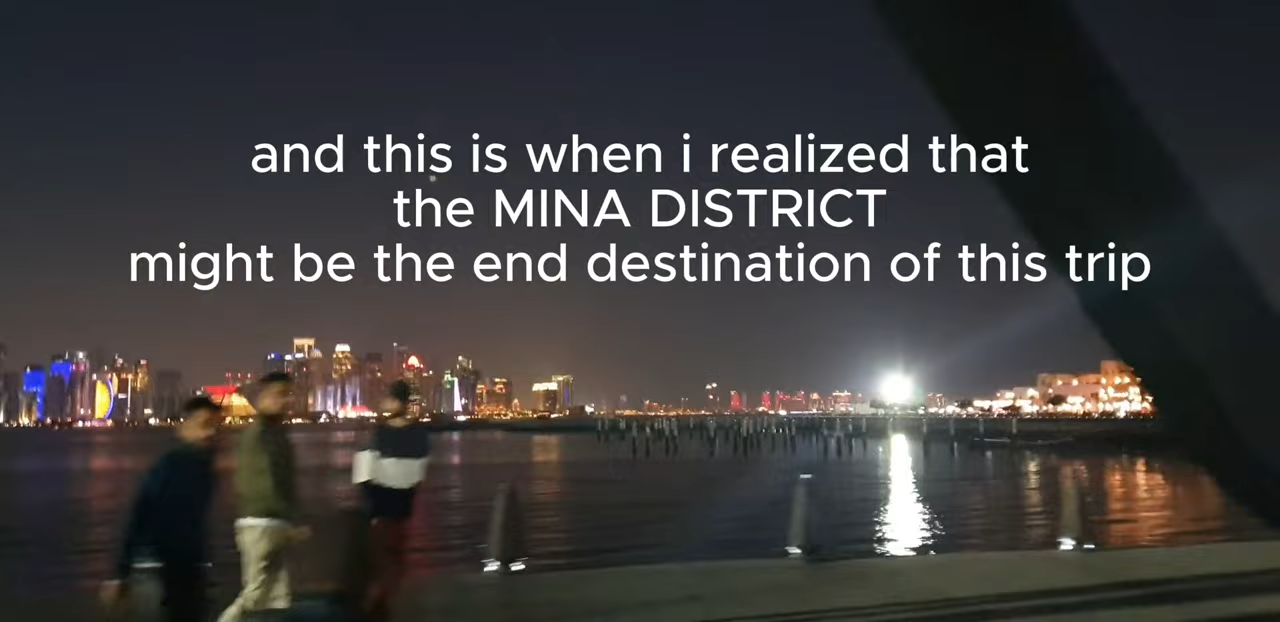 and this is when i realized that
the MINA DISTRICT
might be the end destination of this trip